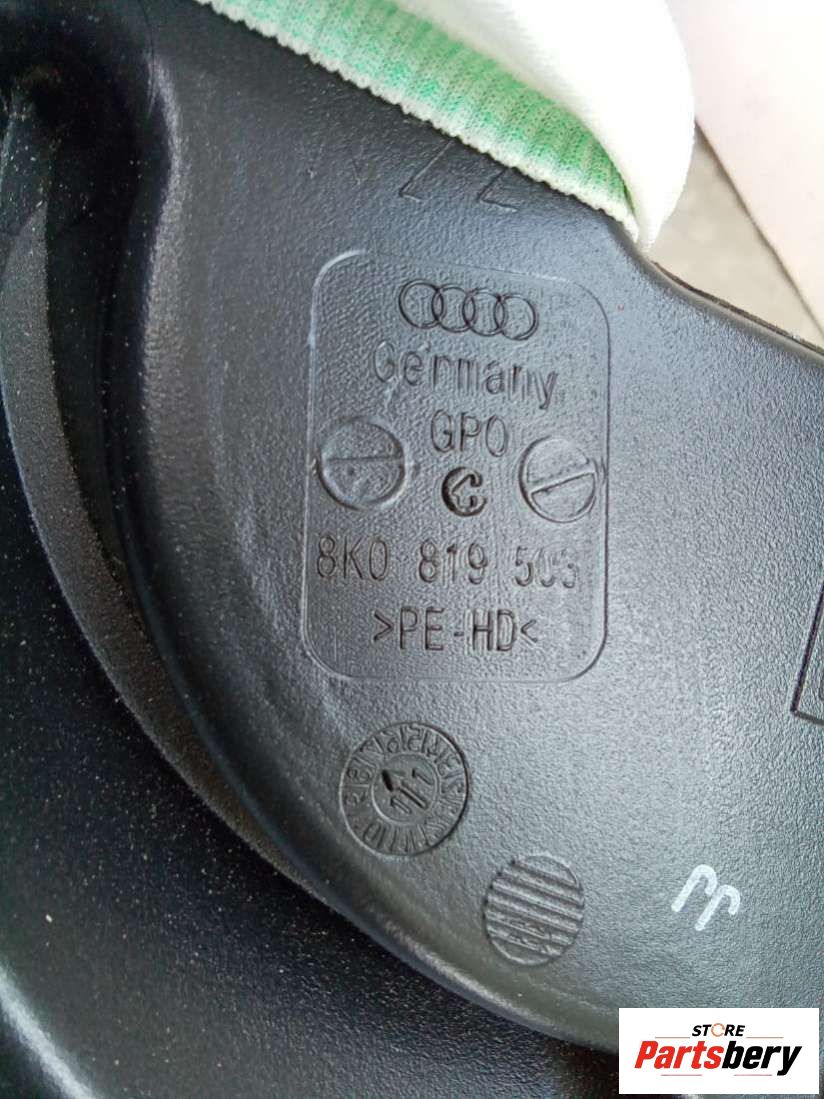 Germany
GPO
8K0 819 503
>PE-HD<
STORE
Partsbery